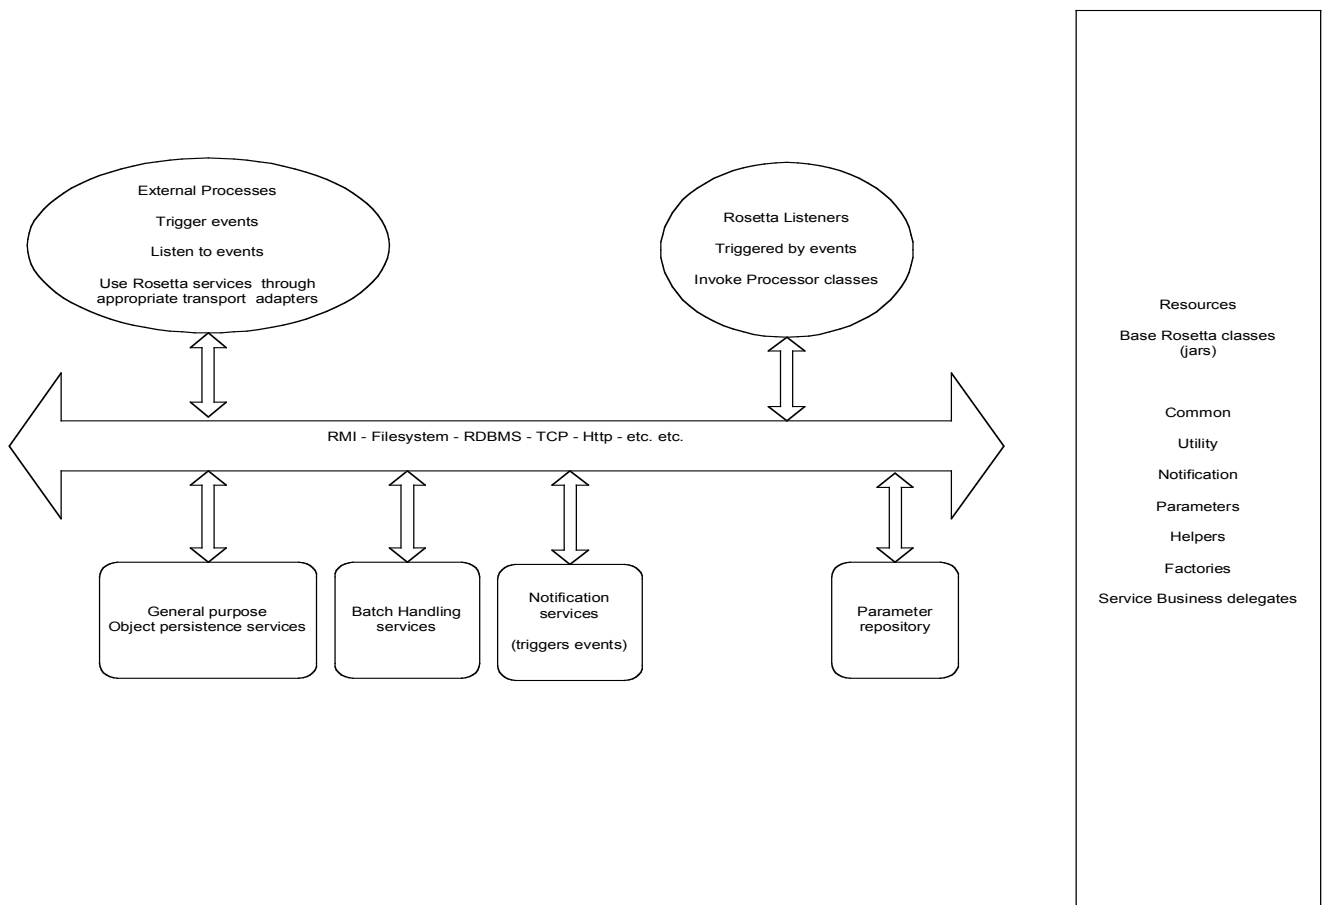 External Processes
Trigger events
Listen to events
Use Rosetta services through
appropriate transport adapters
Rosetta Listeners
Triggered by events
Invoke Processor classes
RMI - Filesystem - RDBMS - TCP - Http - etc. etc.
General purpose
Object persistence services
Batch Handling
services
Notification
services
(triggers events)
Parameter
repository
Resources
Base Rosetta classes
(jars)
Common
Utility
Notification
Parameters
Helpers
Factories
Service Business delegates